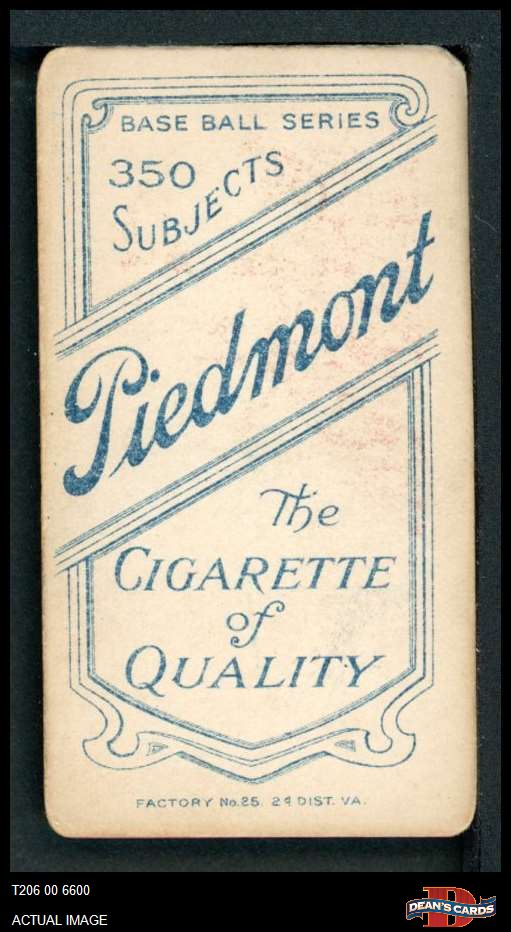 BASE BALL SERIES
350
SUBJECTS
Piedmont
The
CIGARETTE
of
QUALITY
FACTORY No.25. 2d DIST. VA.
T206 00 6600
ACTUAL IMAGE
D
DEAN'S CARDS